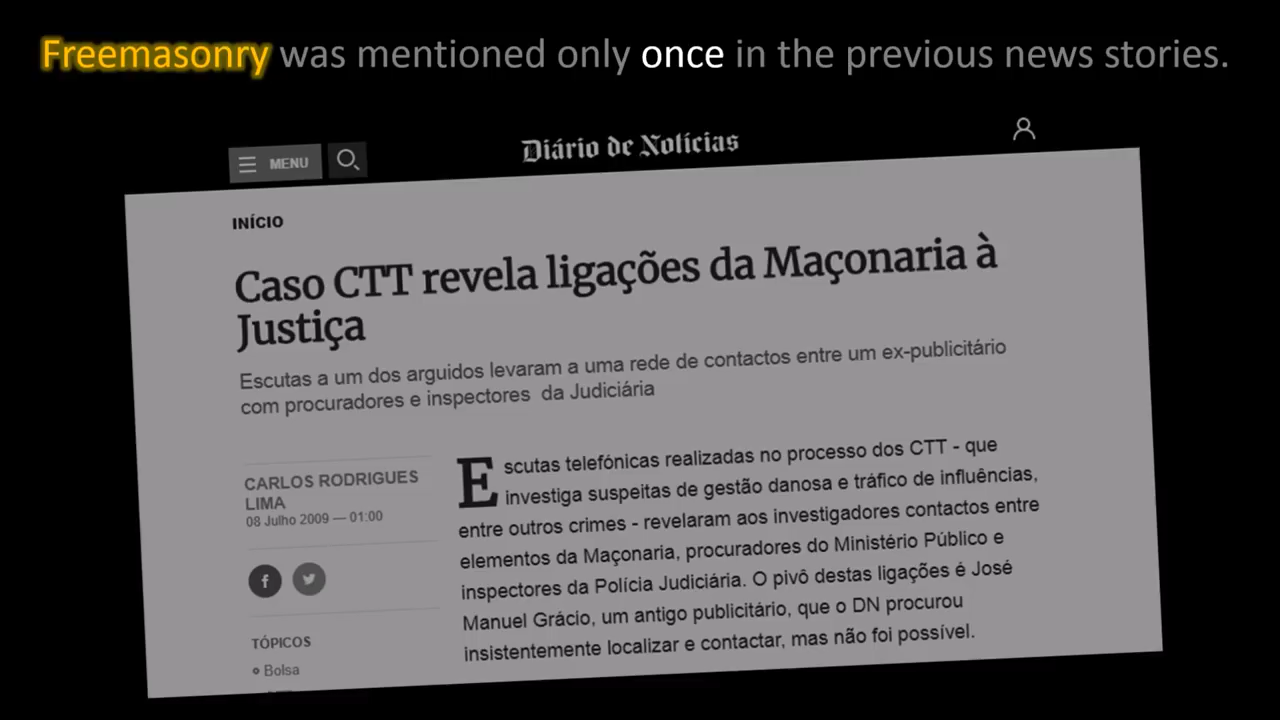 Freemasonry was mentioned only once in the previous news stories.
MENU
Diário de Notícias
INÍCIO
Caso CTT revela ligações da Maçonaria à
Justiça
Escutas a um dos arguidos levaram a uma rede de contactos entre um ex-publicitário
com procuradores e inspectores da Judiciária
CARLOS RODRIGUES
LIMA
08 Julho 2009 — 01:00
f
TÓPICOS
Bolsa
Escutas telefónicas realizadas no processo dos CTT - que
investiga suspeitas de gestão danosa e tráfico de influências,
entre outros crimes - revelaram aos investigadores contactos entre
elementos da Maçonaria, procuradores do Ministério Público e
inspectores da Polícia Judiciária. O pivô destas ligações é José
Manuel Grácio, um antigo publicitário, que o DN procurou
insistentemente localizar e contactar, mas não foi possível.